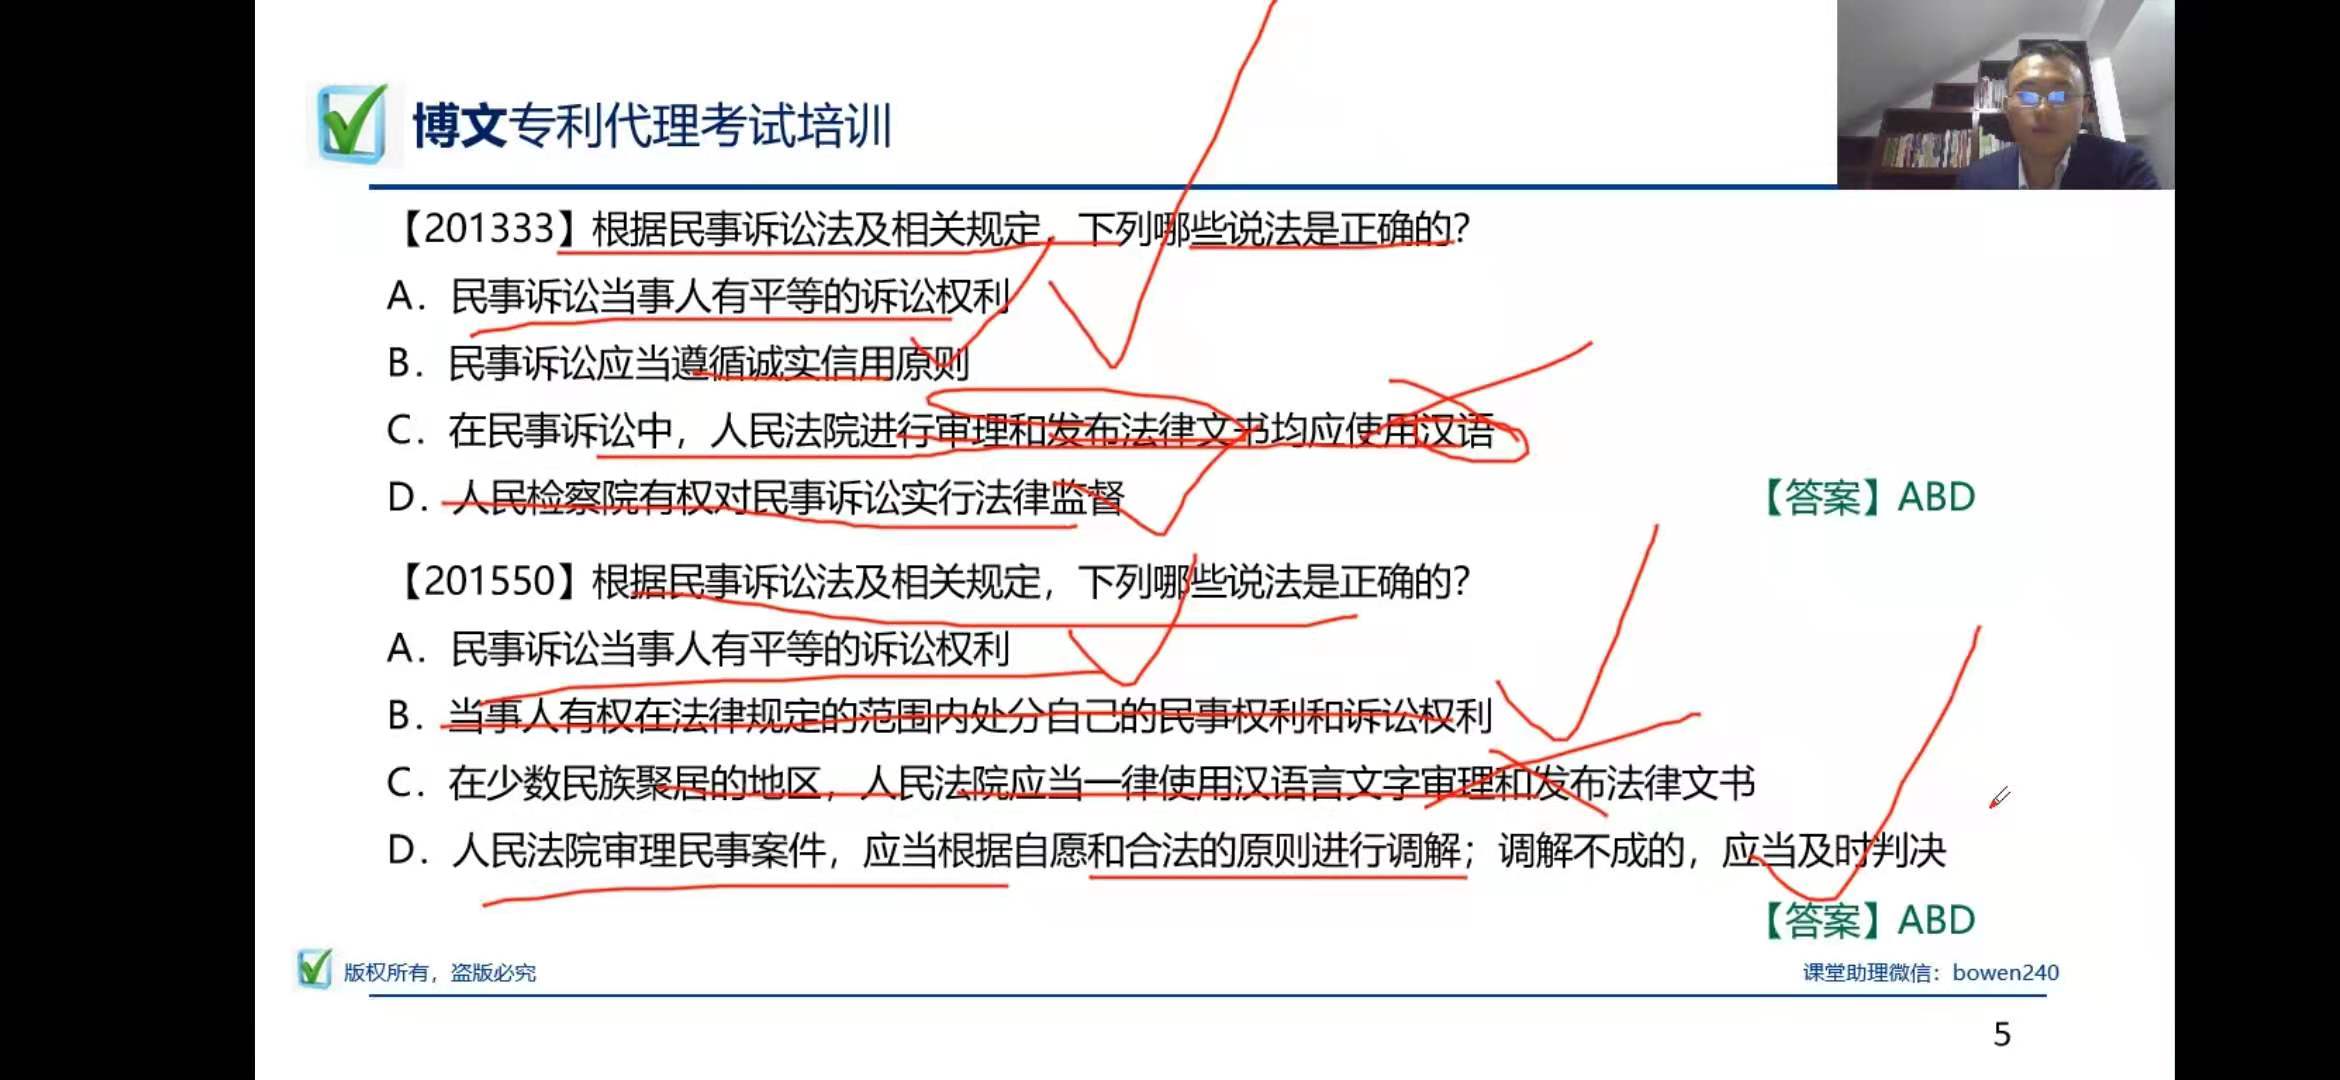 博文专利代理考试培训
【201333】根据民事诉讼法及相关规定，下列哪些说法是正确的？
A. 民事诉讼当事人有平等的诉讼权利
B. 民事诉讼应当遵循诚实信用原则
C. 在民事诉讼中，人民法院进行审理和发布法律文书均应使用汉语
D. 人民检察院有权对民事诉讼实行法律监督
【答案】ABD
【201550】根据民事诉讼法及相关规定，下列哪些说法是正确的？
A. 民事诉讼当事人有平等的诉讼权利
B. 当事人有权在法律规定的范围内处分自己的民事权利和诉讼权利
C. 在少数民族聚居的地区，人民法院应当一律使用汉语言文字审理和发布法律文书
D. 人民法院审理民事案件，应当根据自愿和合法的原则进行调解；调解不成的，应当及时判决
【答案】ABD
版权所有，盗版必究
课堂助理微信：bowen240
5